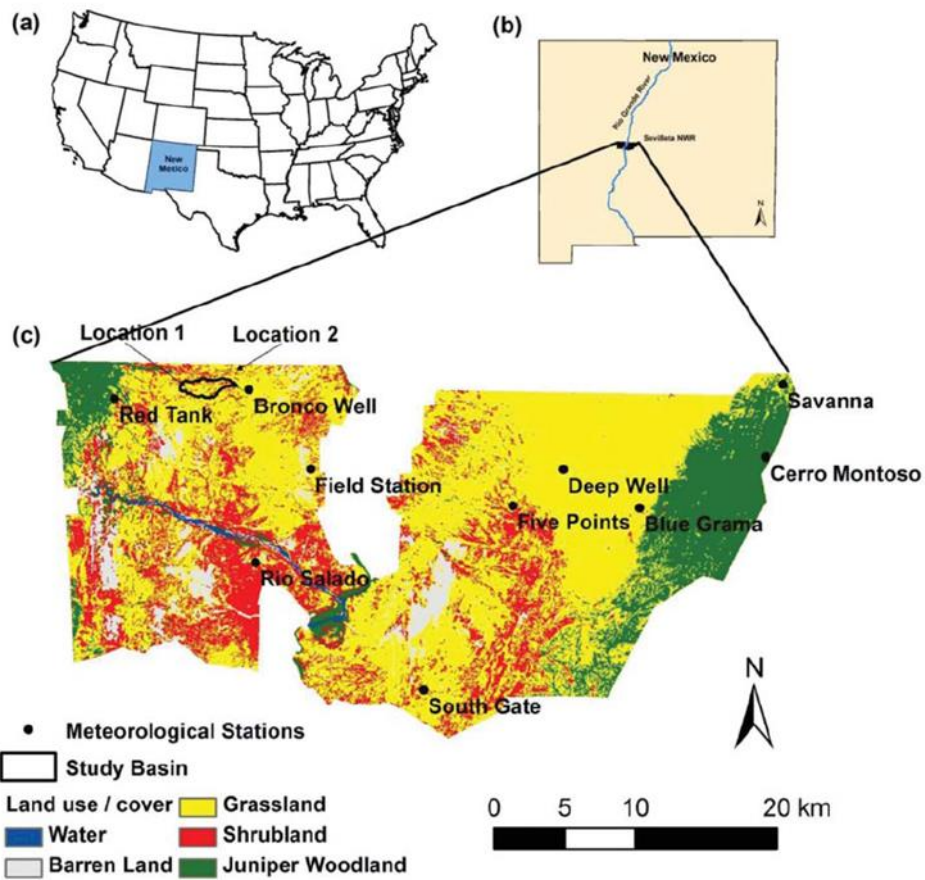 (a)
New
Mexico
(b)
New Mexico
Rio Grande River
Sevilleta NWR
N
(c)
Location 1
Location 2
Red Tank
Bronco Well
Savanna
Field Station
Deep Well
Cerro Montoso
Five Points
Blue Grama
Rio Salado
South Gate
N
Meteorological Stations
Study Basin
Land use / cover
Grassland
Water
Shrubland
Barren Land
Juniper Woodland
0 5 10 20 km